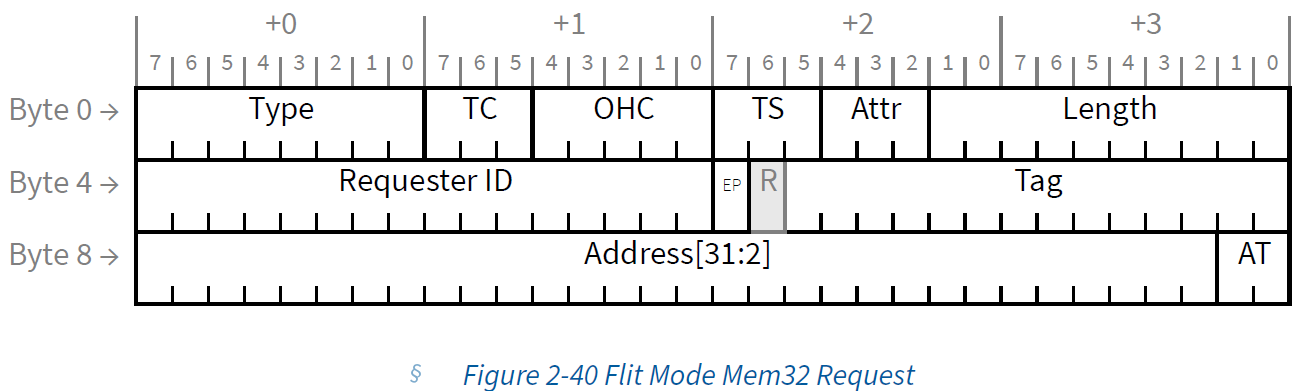 +0 +1 +2 +3
7 6 5 4 3 2 1 0 7 6 5 4 3 2 1 0 7 6 5 4 3 2 1 0 7 6 5 4 3 2 1 0
Byte 0 → Type TC OHC TS Attr Length
Byte 4 → Requester ID EP R Tag
Byte 8 → Address[31:2] AT
§ Figure 2-40 Flit Mode Mem32 Request